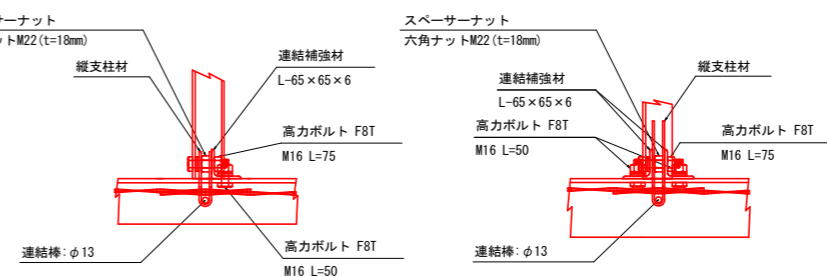 ーナット
ットM22(t=18mm)
縦支柱材
連結補強材
L-65×65×6
高力ボルト F8T
M16 L=75
連結棒:φ13
高力ボルト F8T
M16 L=50
スペーサーナット
六角ナットM22(t=18mm)
連結補強材
L-65×65×6
高力ボルト F8T
M16 L=50
縦支柱材
高力ボルト F8T
M16 L=75
連結棒:φ13